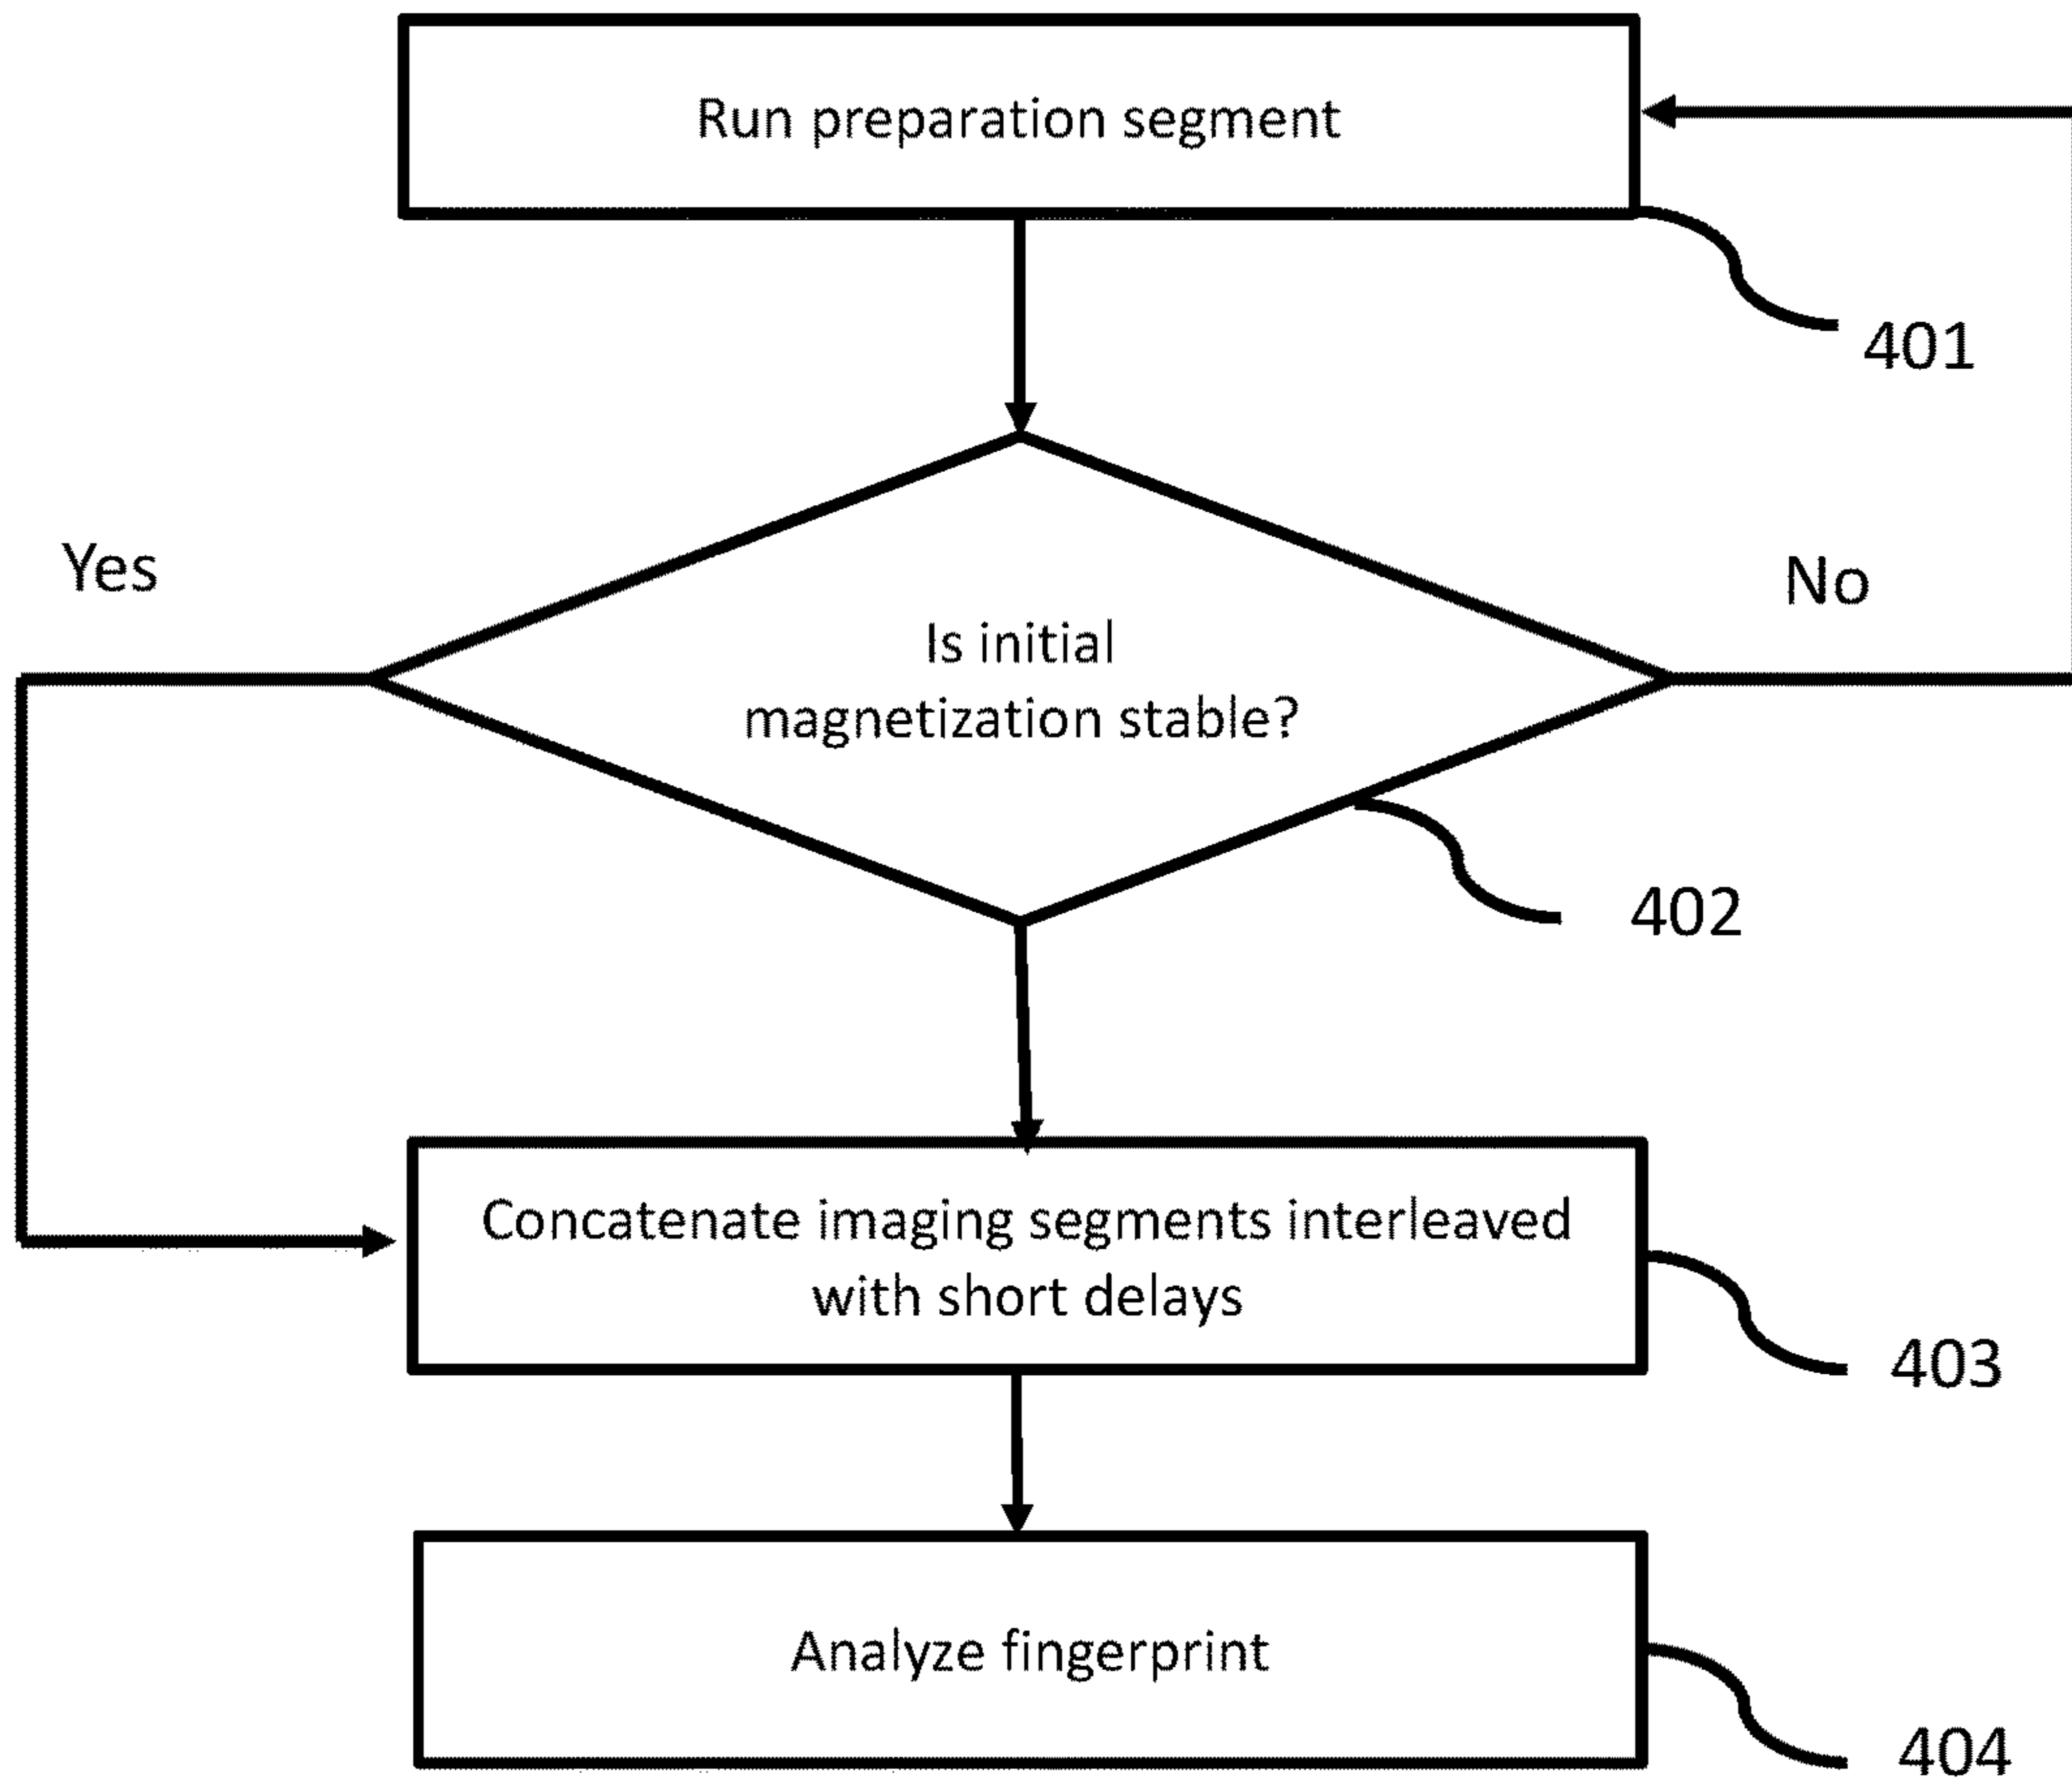 Run preparation segment
401
Yes
No
Is initial
magnetization stable?
402
Concatenate imaging segments interleaved
with short delays
403
Analyze fingerprint
404